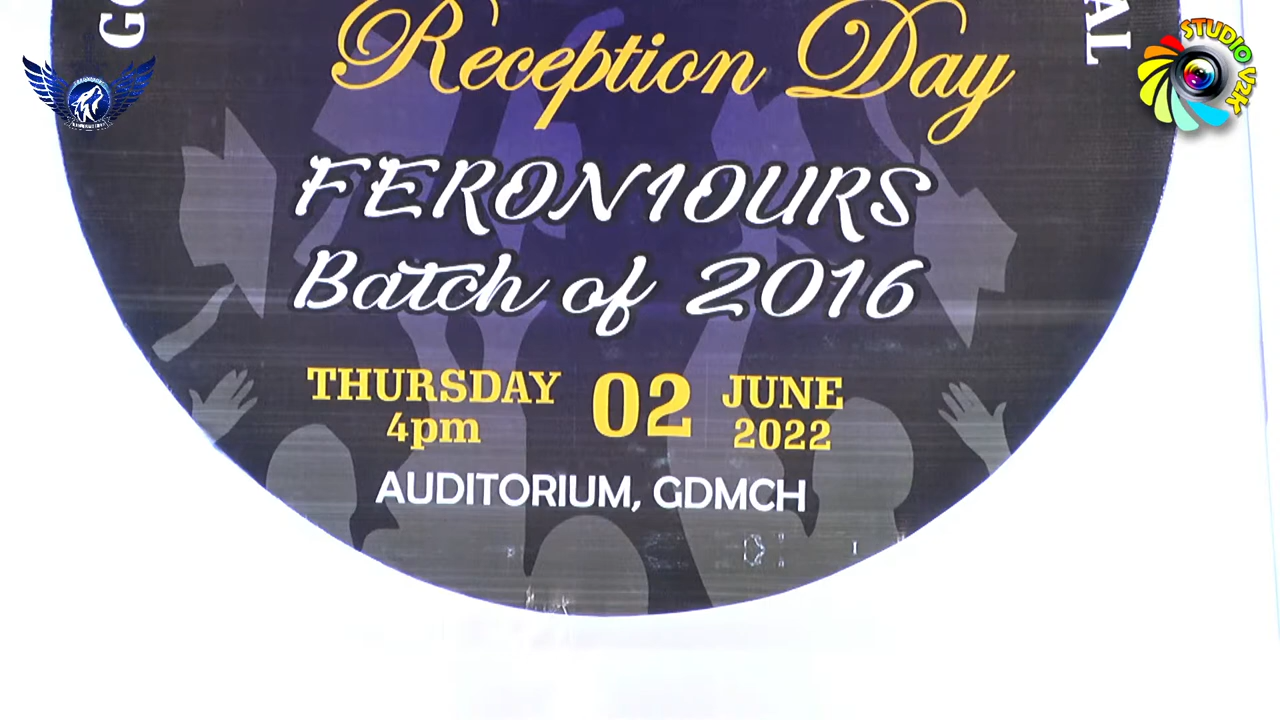 Reception Day
FERON1OURS
Batch of 2016
THURSDAY 02 JUNE
4pm 2022
AUDITORIUM, GDMCH
STUDIO V2K